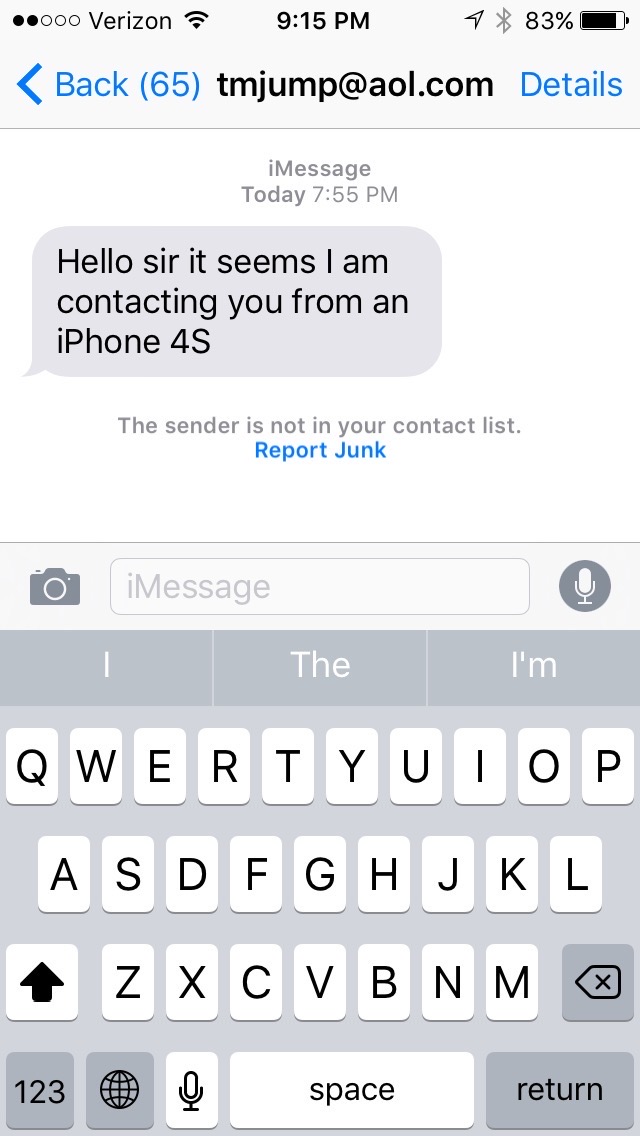 ●●○○○ Verizon 9:15 PM 83%
Back (65) tmjump@aol.com Details
iMessage
Today 7:55 PM
Hello sir it seems I am
contacting you from an
iPhone 4S
The sender is not in your contact list.
Report Junk
iMessage
I The I'm
Q W E R T Y U I O P
A S D F G H J K L
Z X C V B N M
123 space return